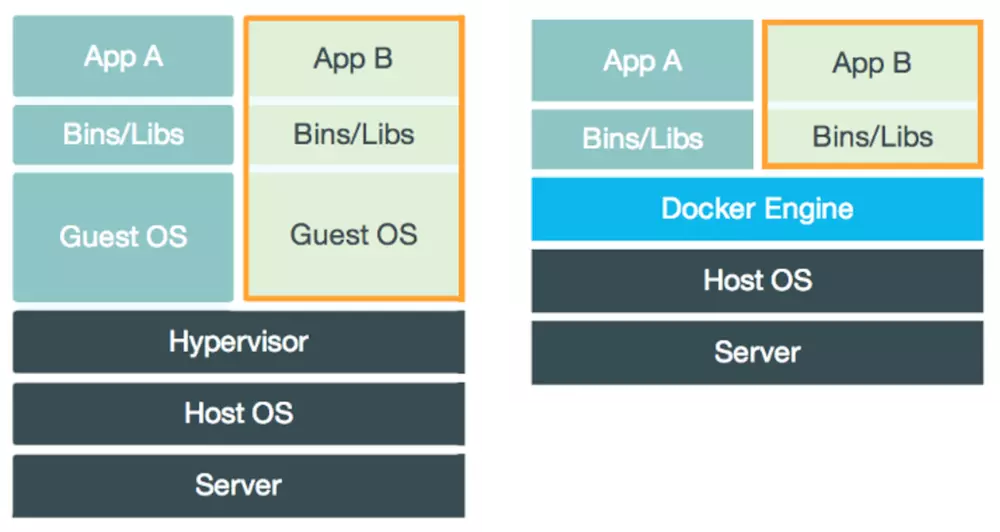 App A
App B
Bins/Libs
Bins/Libs
Guest OS
Guest OS
Hypervisor
Host OS
Server
App A
App B
Bins/Libs
Bins/Libs
Docker Engine
Host OS
Server